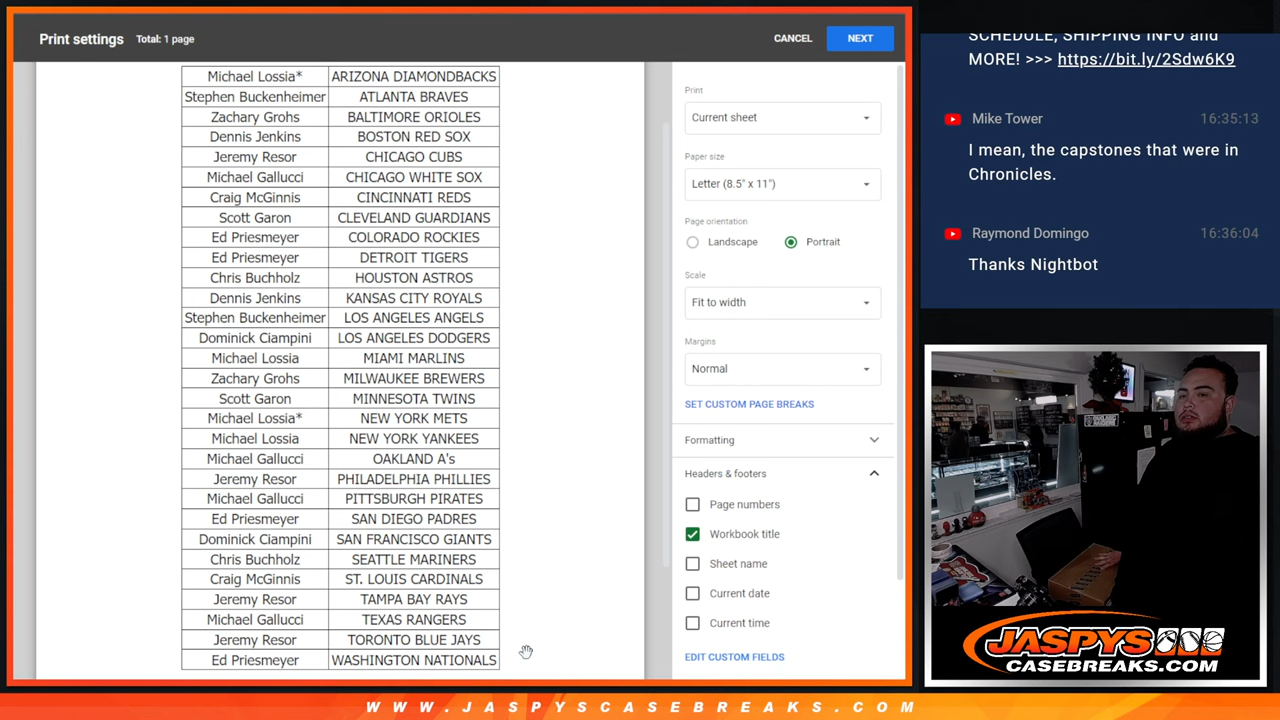 Print settings
Total: 1 page
CANCEL
NEXT
Michael Lossia* ARIZONA DIAMONDBACKS
Stephen Buckenheimer ATLANTA BRAVES
Zachary Grohs BALTIMORE ORIOLES
Dennis Jenkins BOSTON RED SOX
Jeremy Resor CHICAGO CUBS
Michael Gallucci CHICAGO WHITE SOX
Craig McGinnis CINCINNATI REDS
Scott Garon CLEVELAND GUARDIANS
Ed Priesmeyer COLORADO ROCKIES
Ed Priesmeyer DETROIT TIGERS
Chris Buchholz HOUSTON ASTROS
Dennis Jenkins KANSAS CITY ROYALS
Stephen Buckenheimer LOS ANGELES ANGELS
Dominick Ciampini LOS ANGELES DODGERS
Michael Lossia MIAMI MARLINS
Zachary Grohs MILWAUKEE BREWERS
Scott Garon MINNESOTA TWINS
Michael Lossia* NEW YORK METS
Michael Lossia NEW YORK YANKEES
Michael Gallucci OAKLAND A's
Jeremy Resor PHILADELPHIA PHILLIES
Michael Gallucci PITTSBURGH PIRATES
Ed Priesmeyer SAN DIEGO PADRES
Dominick Ciampini SAN FRANCISCO GIANTS
Chris Buchholz SEATTLE MARINERS
Craig McGinnis ST. LOUIS CARDINALS
Jeremy Resor TAMPA BAY RAYS
Michael Gallucci TEXAS RANGERS
Jeremy Resor TORONTO BLUE JAYS
Ed Priesmeyer WASHINGTON NATIONALS
Print
Current sheet
Paper size
Letter (8.5" x 11")
Page orientation
Landscape Portrait
Scale
Fit to width
Margins
Normal
SET CUSTOM PAGE BREAKS
Formatting
Headers & footers
Page numbers
Workbook title
Sheet name
Current date
Current time
EDIT CUSTOM FIELDS
SCHEDULE, SHIPPING INFO and
MORE! >>> https://bit.ly/2Sdw6K9
Mike Tower 16:35:13
I mean, the capstones that were in
Chronicles.
Raymond Domingo 16:36:04
Thanks Nightbot
JASPYS
CASEBREAKS.COM
WWW.JASPYSCASEBREAKS.COM